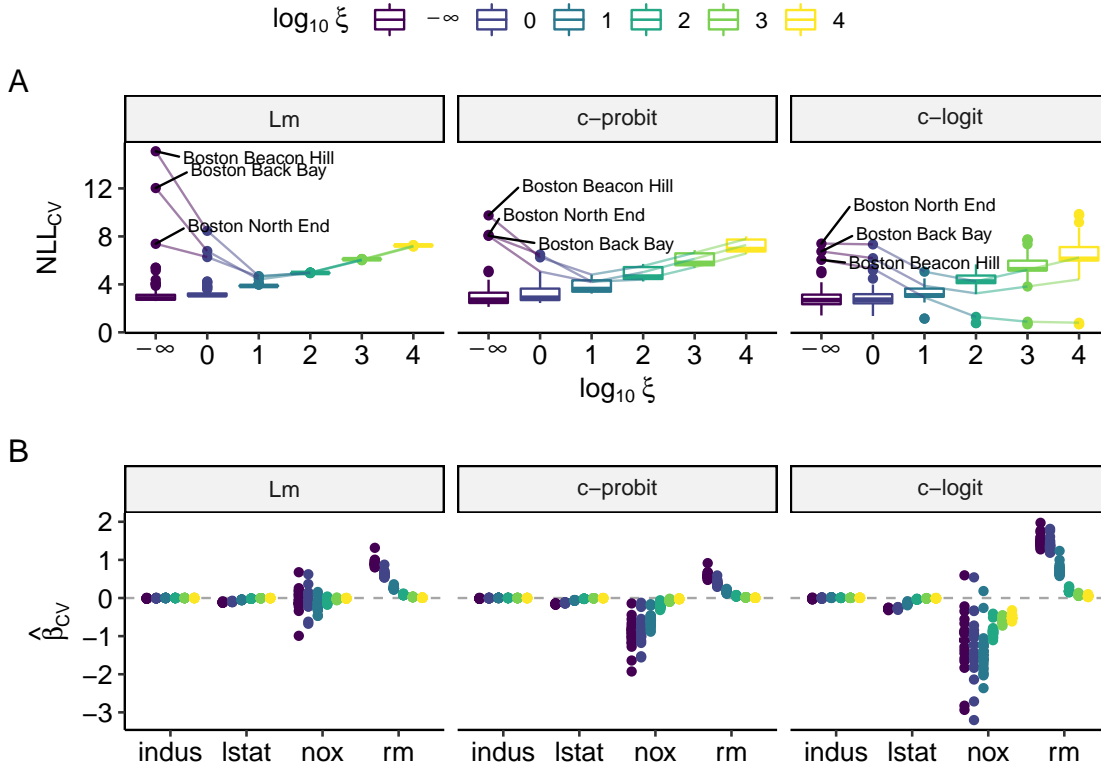 log10 ξ −∞ 0 1 2 3 4
A
Lm c−probit c−logit
NLLCV
12
8
4
0
Boston Beacon Hill
Boston Back Bay
Boston North End
Boston Beacon Hill
Boston North End
Boston Back Bay
Boston North End
Boston Back Bay
Boston Beacon Hill
−∞ 0 1 2 3 4 −∞ 0 1 2 3 4 −∞ 0 1 2 3 4
log10 ξ
B
Lm c−probit c−logit
β̂CV
2
1
0
−1
−2
−3
indus lstat nox rm indus lstat nox rm indus lstat nox rm